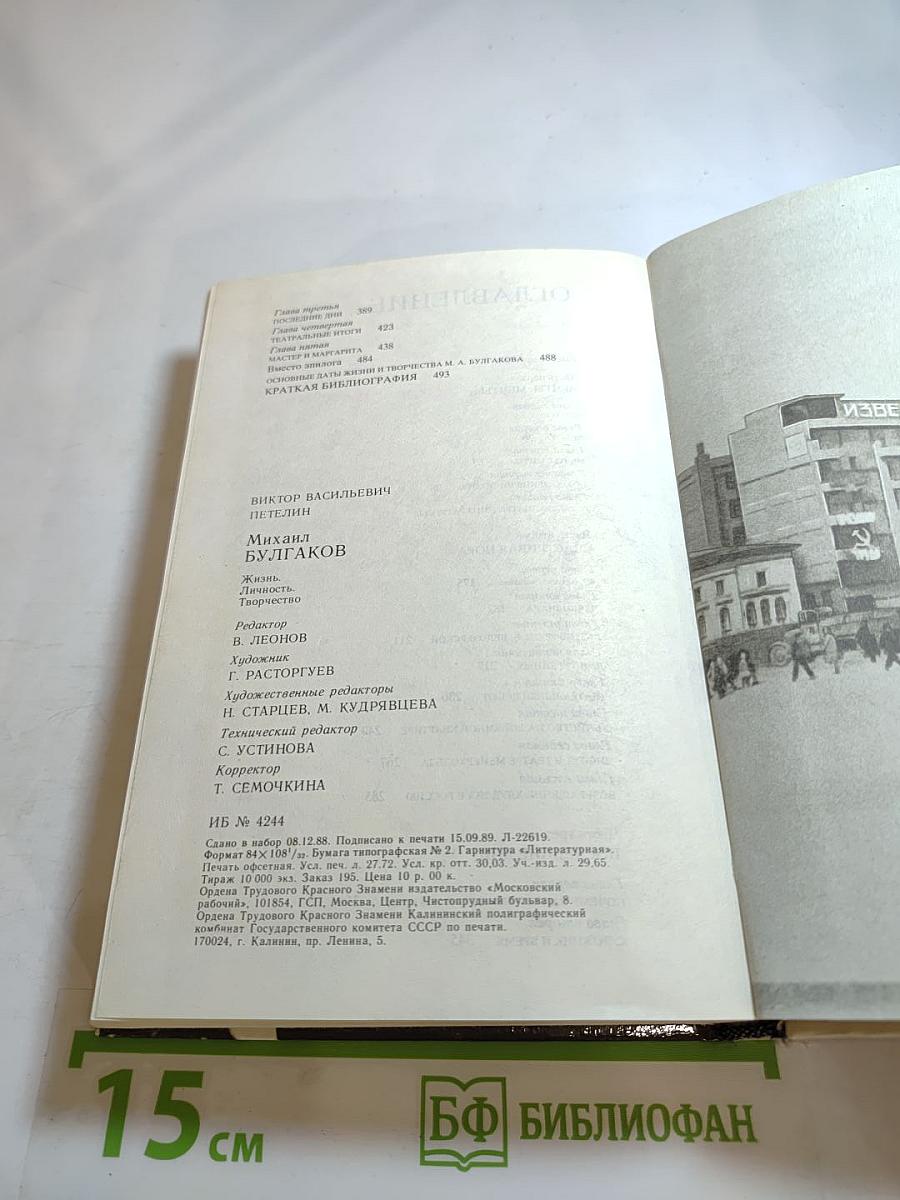 Глава третья
ПОСЛЕДНИЕ ДНИ 389
Глава четвертая
ТЕАТРАЛЬНЫЕ ИТОГИ 423
Глава пятая
МАСТЕР И МАРГАРИТА 438
Вместо эпилога 484
ОСНОВНЫЕ ДАТЫ ЖИЗНИ И ТВОРЧЕСТВА М. А. БУЛГАКОВА 488
КРАТКАЯ БИБЛИОГРАФИЯ 493
ВИКТОР ВАСИЛЬЕВИЧ
ПЕТЕЛИН
Михаил
БУЛГАКОВ
Жизнь.
Личность.
Творчество
Редактор
В. ЛЕОНОВ
Художник
Г. РАСТОРГУЕВ
Художественные редакторы
Н. СТАРЦЕВ, М. КУДРЯВЦЕВА
Технический редактор
С. УСТИНОВА
Корректор
Т. СЕМОЧКИНА
ИБ № 4244
Сдано в набор 08.12.88. Подписано к печати 15.09.89. Л-22619.
Формат 84×108¹/₃₂. Бумага типографская № 2. Гарнитура «Литературная».
Печать офсетная. Усл. печ. л. 27.72. Усл. кр. отт. 30,03. Уч.-изд. л. 29,65.
Тираж 10 000 экз. Заказ 195. Цена 10 р. 00 к.
Ордена Трудового Красного Знамени издательство «Московский
рабочий», 101854, ГСП, Москва, Центр, Чистопрудный бульвар, 8.
Ордена Трудового Красного Знамени Калининский полиграфический
комбинат Государственного комитета СССР по печати.
170024, г. Калинин, пр. Ленина, 5.
ИЗВЕ
15 см
БФ БИБЛИОФАН